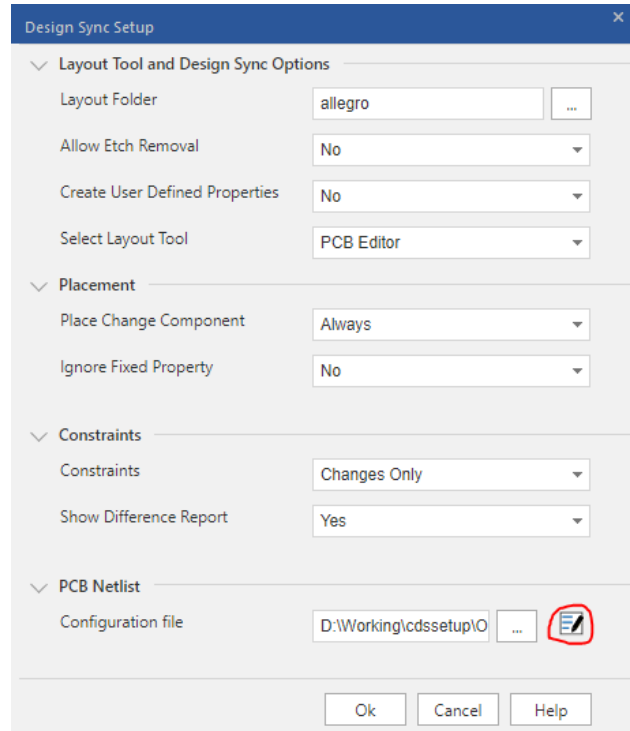 Design Sync Setup
Layout Tool and Design Sync Options
Layout Folder allegro ...
Allow Etch Removal No
Create User Defined Properties No
Select Layout Tool PCB Editor
Placement
Place Change Component Always
Ignore Fixed Property No
Constraints
Constraints Changes Only
Show Difference Report Yes
PCB Netlist
Configuration file D:\Working\cdssetup\O ...
Ok Cancel Help